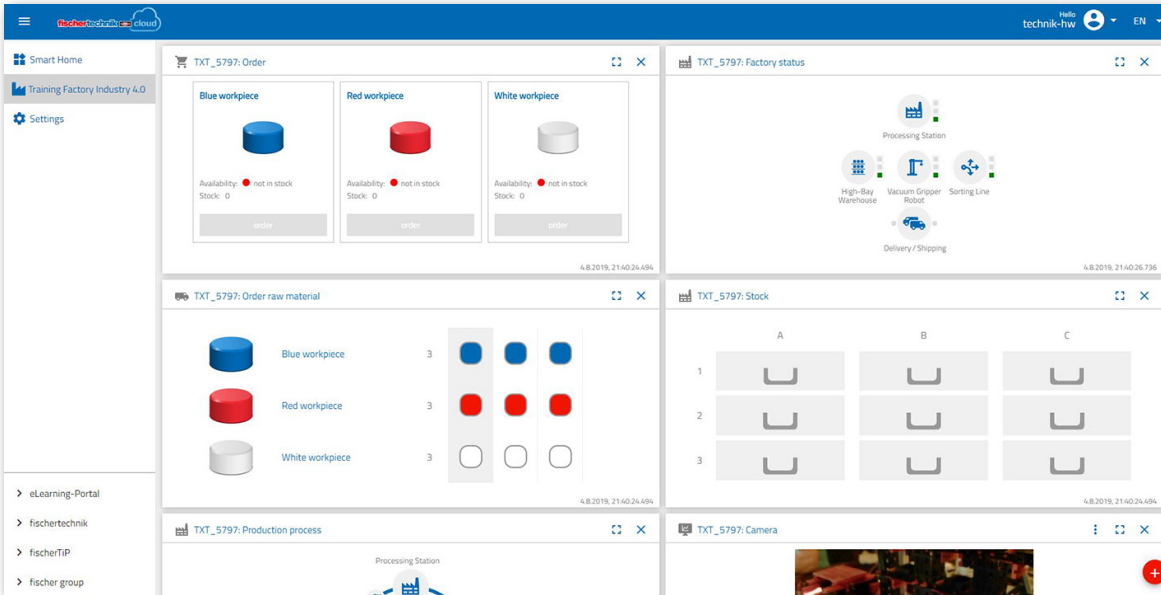 fischertechnik cloud
Hello
technik-hw
EN
Smart Home
Training Factory Industry 4.0
Settings
eLearning-Portal
fischertechnik
fischerTiP
fischer group
TXT_5797: Order
Blue workpiece
Availability: not in stock
Stock: 0
order
Red workpiece
Availability: not in stock
Stock: 0
order
White workpiece
Availability: not in stock
Stock: 0
order
4.8.2019, 21:40:24.494
TXT_5797: Factory status
Processing Station
High-Bay
Warehouse
Vacuum Gripper
Robot
Sorting Line
Delivery / Shipping
4.8.2019, 21:40:26.736
TXT_5797: Order raw material
Blue workpiece 3
Red workpiece 3
White workpiece 3
4.8.2019, 21:40:24.494
TXT_5797: Stock
A B C
1
2
3
4.8.2019, 21:40:24.494
TXT_5797: Production process
Processing Station
TXT_5797: Camera